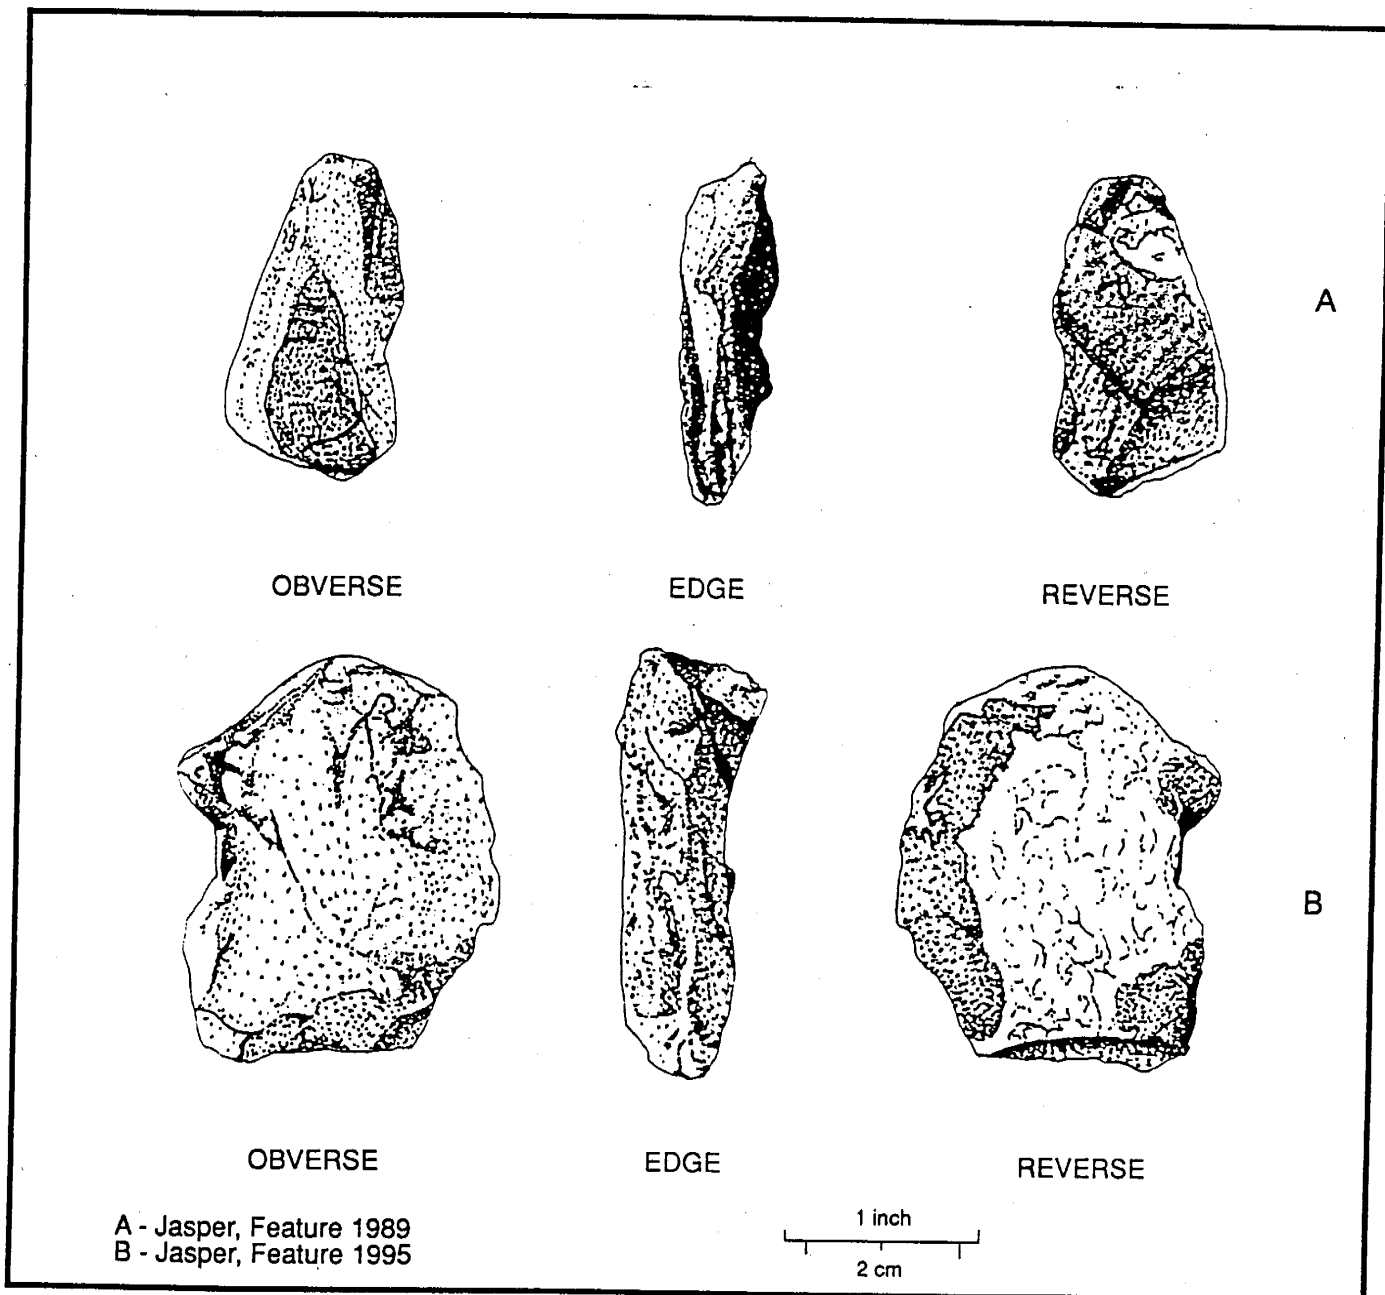 A
OBVERSE
EDGE
REVERSE
B
OBVERSE
EDGE
REVERSE
A - Jasper, Feature 1989
B - Jasper, Feature 1995
1 inch
2 cm